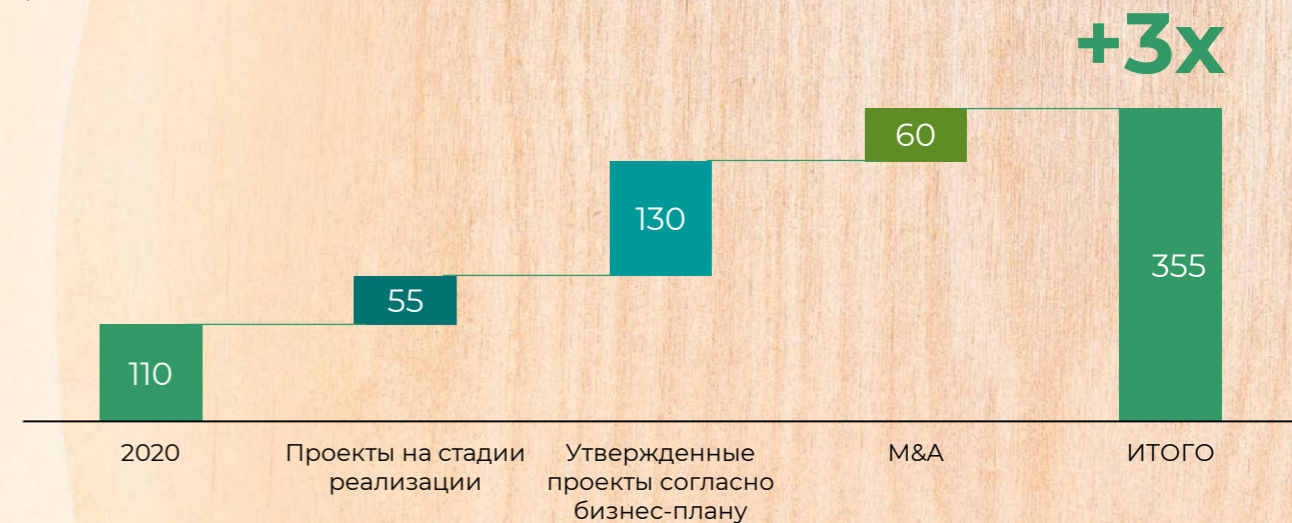 +3x
60
130
355
55
110
2020
Проекты на стадии
реализации
Утвержденные
проекты согласно
бизнес-плану
M&A
ИТОГО